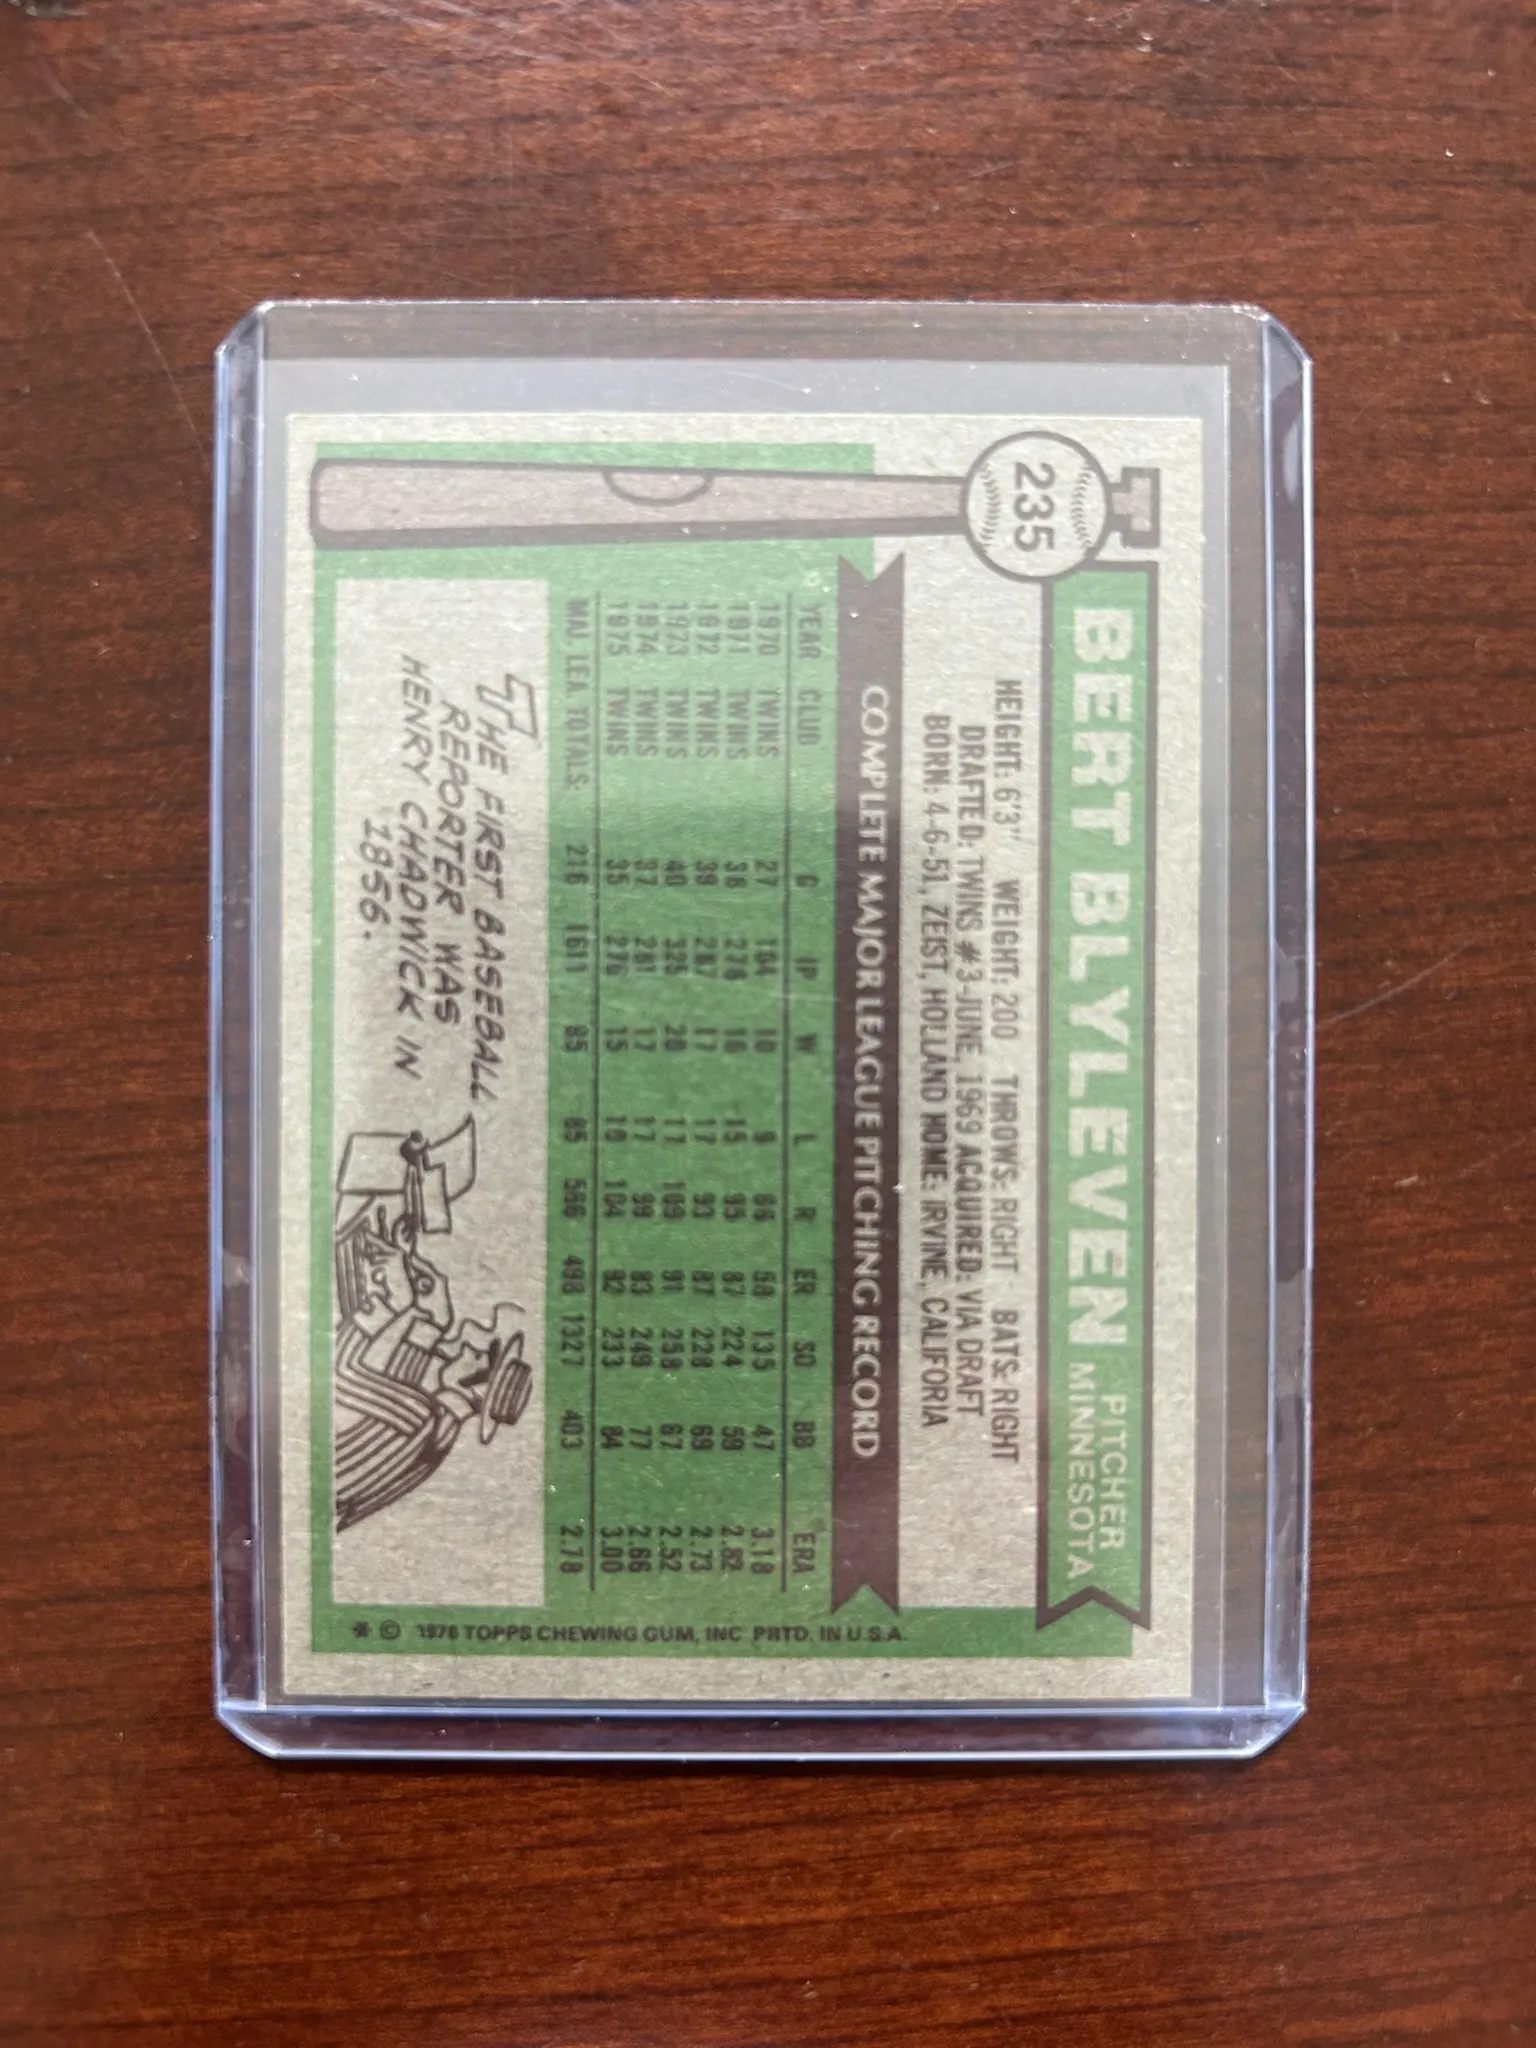 235
BERT BLYLEVEN PITCHER MINNESOTA
HEIGHT: 6'3" WEIGHT: 200 THROWS: RIGHT BATS: RIGHT
DRAFTED: TWINS #3-JUNE, 1969 ACQUIRED: VIA DRAFT
BORN: 4-6-51, ZEIST, HOLLAND HOME: IRVINE, CALIFORIA
COMPLETE MAJOR LEAGUE PITCHING RECORD
YEAR CLUB G IP W L R ER SO BB ERA
1970 TWINS 27 164 10 9 66 58 135 47 3.18
1971 TWINS 38 278 16 15 95 87 224 59 2.82
1972 TWINS 39 287 17 17 93 87 228 69 2.73
1973 TWINS 40 325 20 17 109 91 258 67 2.52
1974 TWINS 37 281 17 17 99 83 249 77 2.66
1975 TWINS 35 276 15 10 104 92 233 84 3.00
MAJ. LEA. TOTALS: 216 1611 95 85 566 498 1327 403 2.78
THE FIRST BASEBALL
REPORTER WAS
HENRY CHADWICK IN
1856.
* © 1976 TOPPS CHEWING GUM, INC PRTD. IN U.S.A.